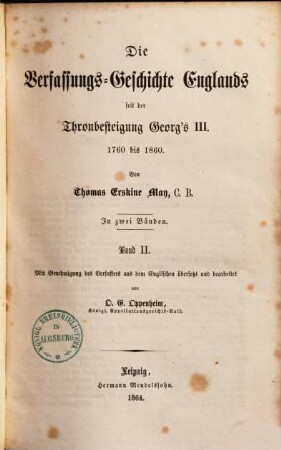 Die
Verfassungs-Geschichte Englands
seit der
Thronbesteigung Georg's III.
1760 bis 1860.
Von
Thomas Erskine May, C. B.
In zwei Bänden.
Band II.
Mit Genehmigung des Verfassers aus dem Englischen übersetzt und bearbeitet
von
O. G. Oppenheim,
Königl. Appellationsgerichts-Rath.
KÖNIGL. KREISBIBLIOTHEK
IN
AUGSBURG
Leipzig,
Hermann Mendelssohn.
1864.